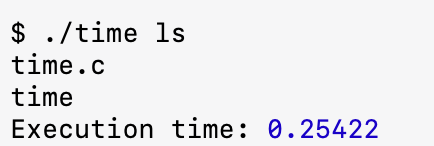 $ ./time ls
time.c
time
Execution time: 0.25422